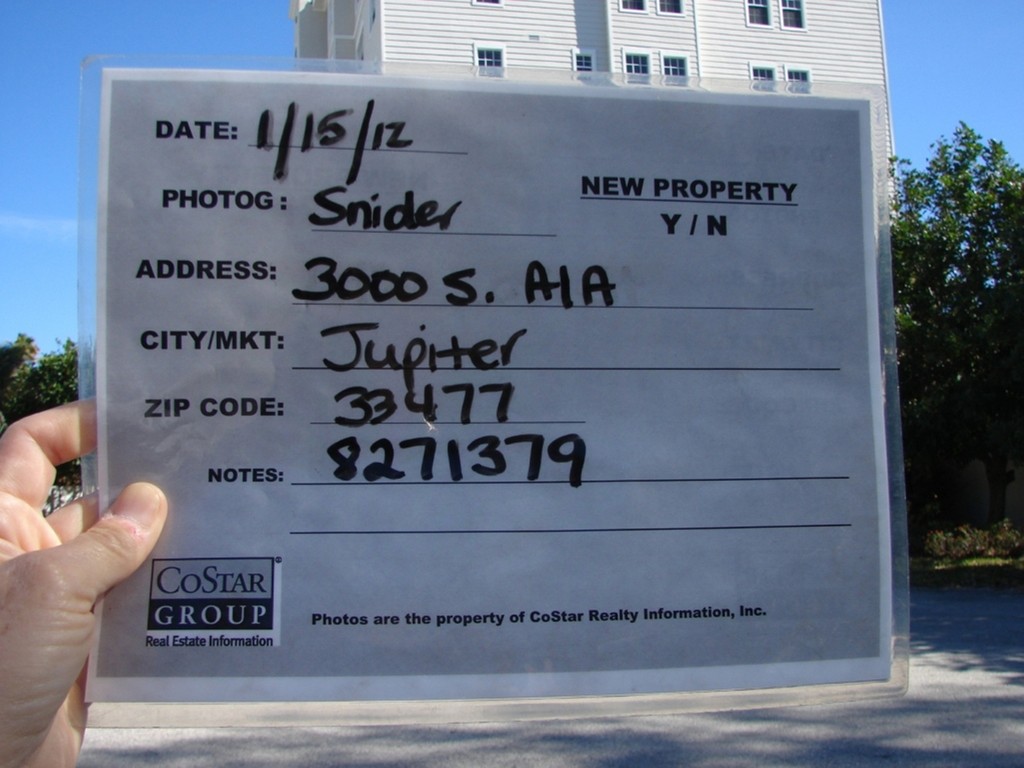 DATE: 1/15/12
PHOTOG: Snider
NEW PROPERTY
Y / N
ADDRESS: 3000 S. A1A
CITY/MKT: Jupiter
ZIP CODE: 33477
NOTES: 8271379
COSTAR®
GROUP
Real Estate Information
Photos are the property of CoStar Realty Information, Inc.